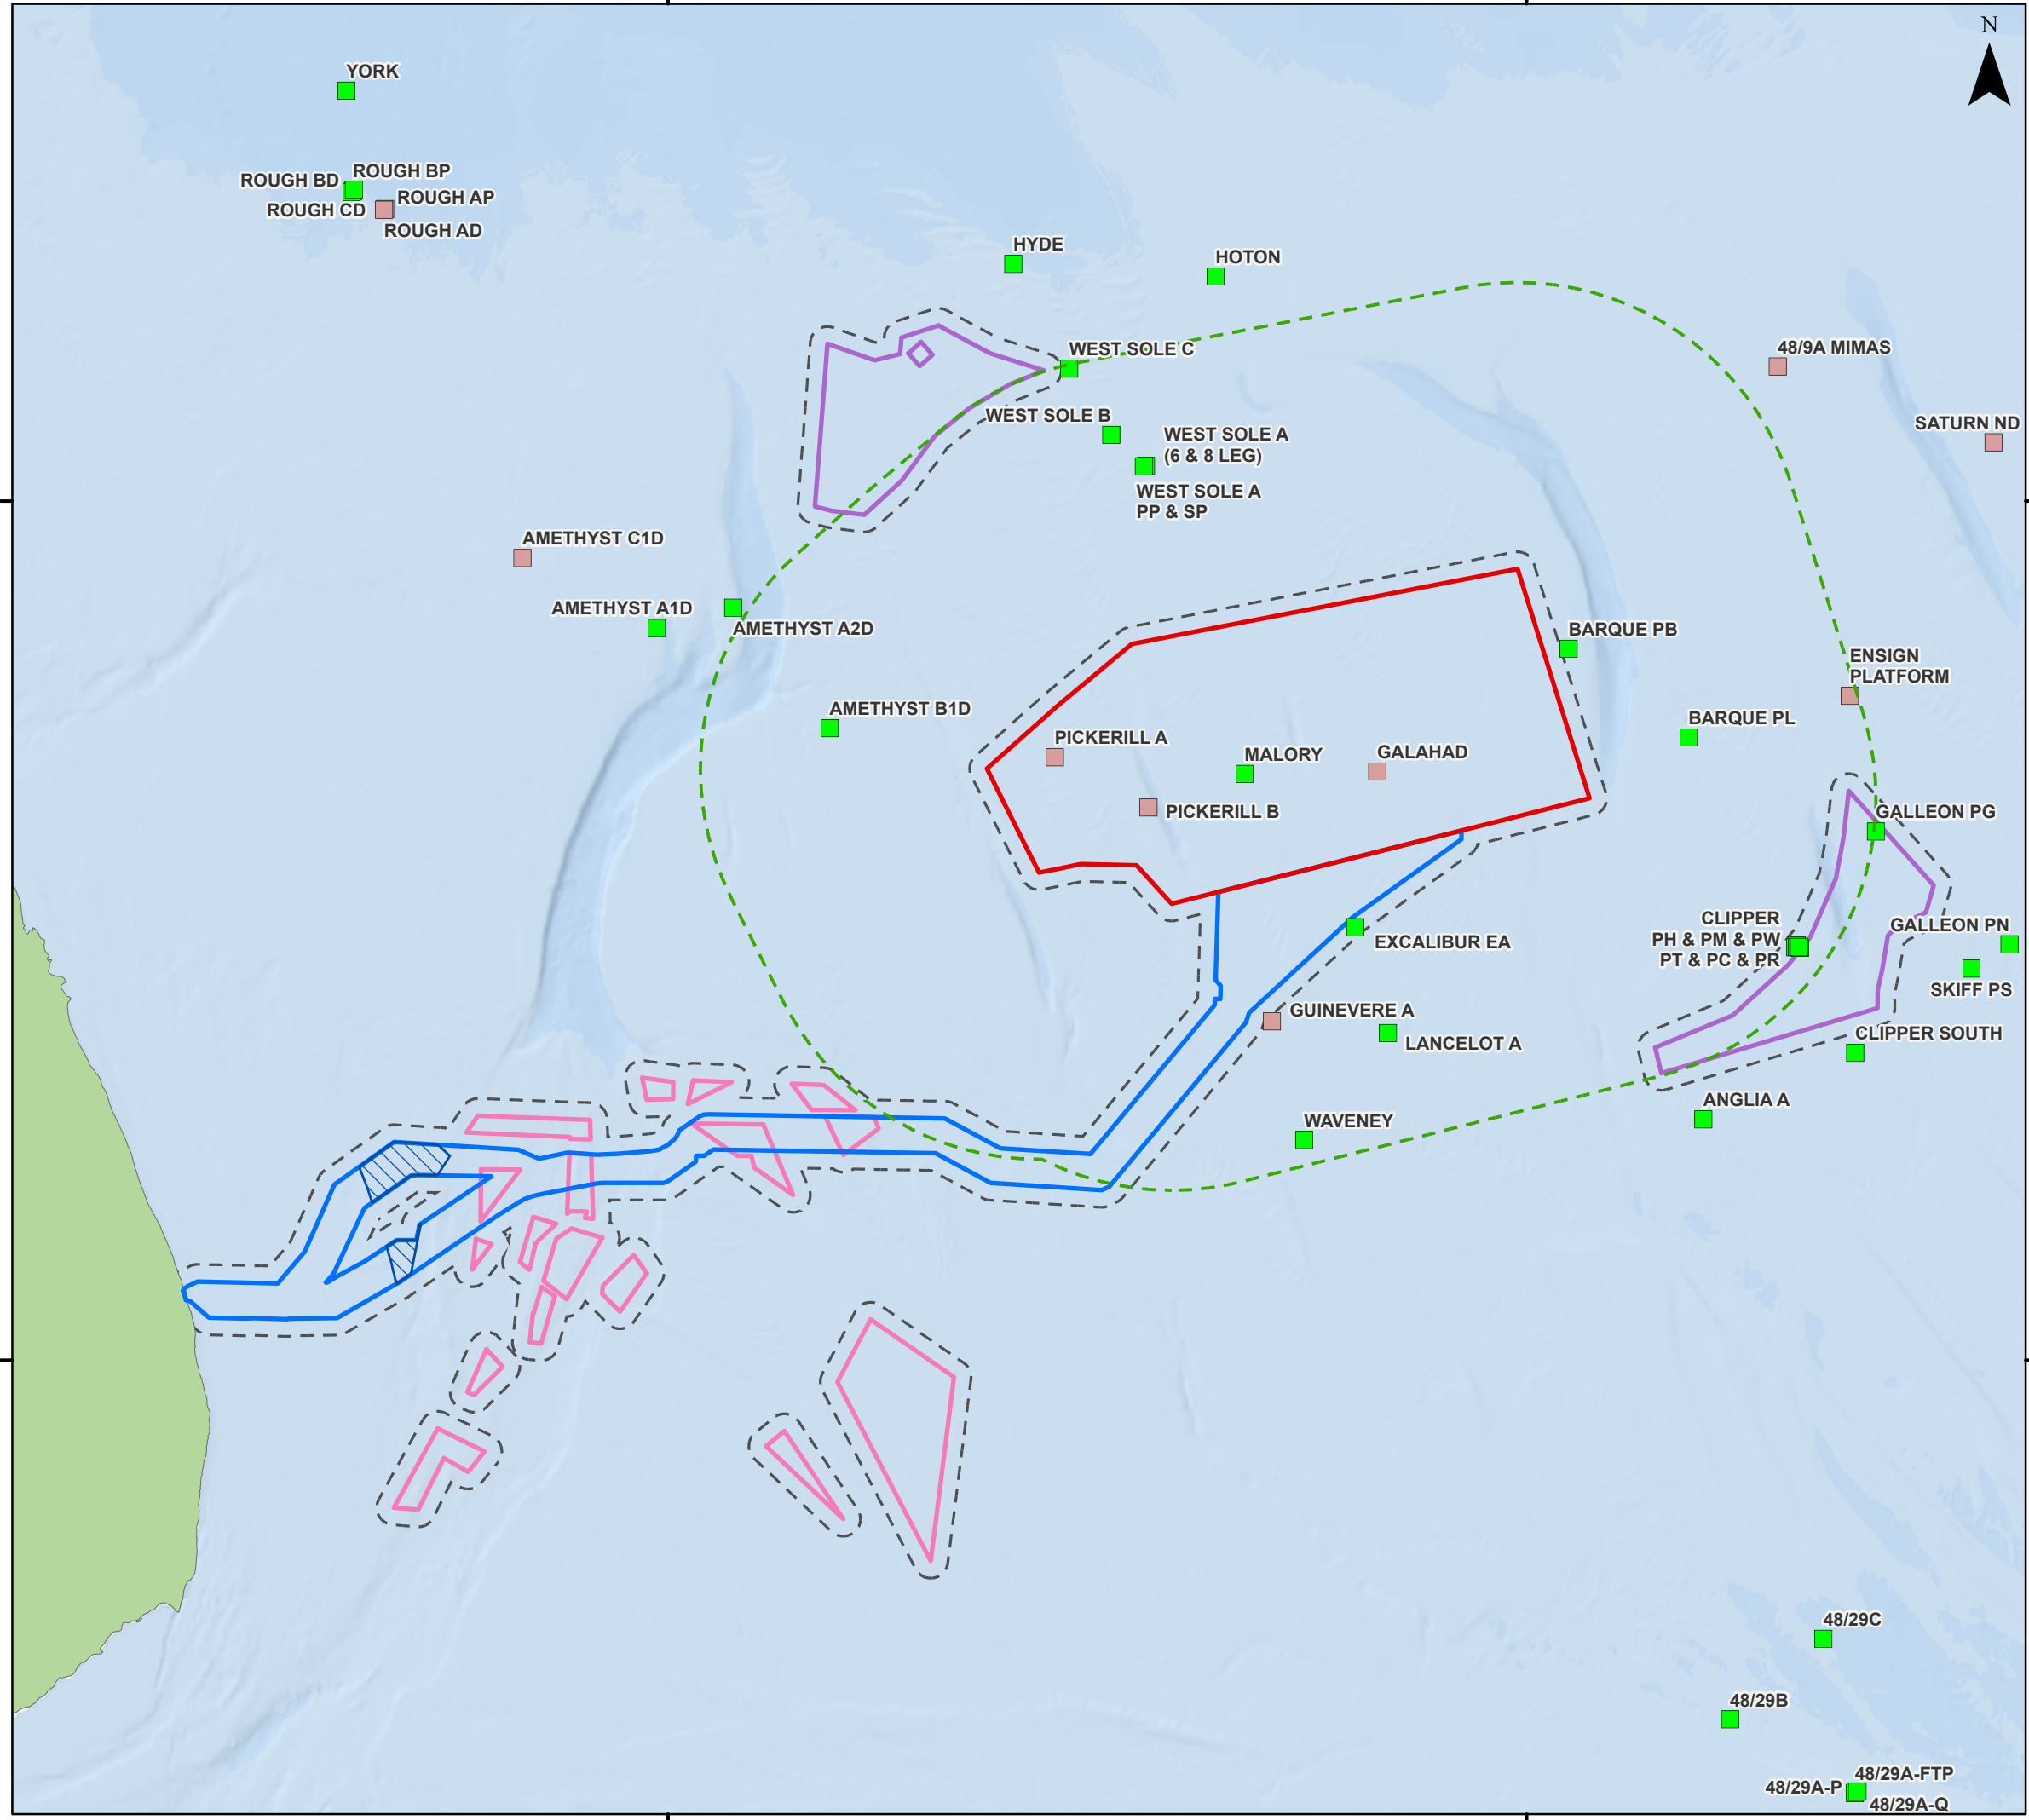 N
YORK
ROUGH BP
ROUGH BD
ROUGH AP
ROUGH CD
ROUGH AD
HYDE
HOTON
WEST SOLE C
48/9A MIMAS
WEST SOLE B
SATURN ND
WEST SOLE A
(6 & 8 LEG)
WEST SOLE A
PP & SP
AMETHYST C1D
AMETHYST A1D
AMETHYST A2D
BARQUE PB
ENSIGN
PLATFORM
AMETHYST B1D
BARQUE PL
PICKERILL A
MALORY
GALAHAD
PICKERILL B
GALLEON PG
CLIPPER
PH & PM & PW
PT & PC & PR
GALLEON PN
EXCALIBUR EA
SKIFF PS
GUINEVERE A
LANCELOT A
CLIPPER SOUTH
ANGLIA A
WAVENEY
48/29C
48/29B
48/29A-FTP
48/29A-P
48/29A-Q